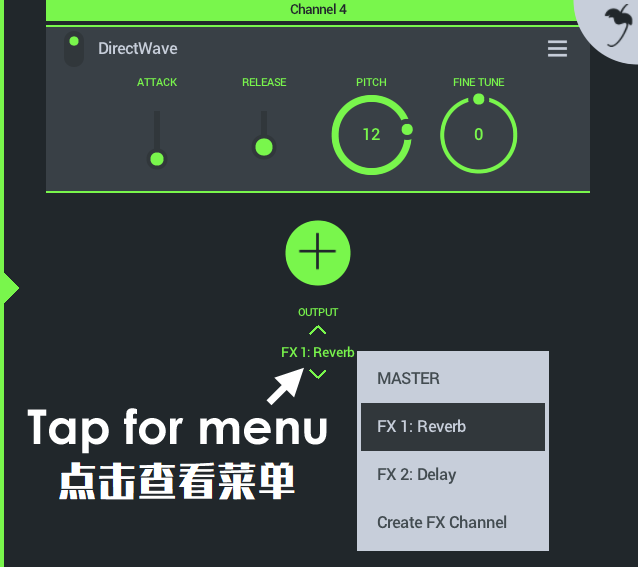 Channel 4
DirectWave
ATTACK RELEASE PITCH FINE TUNE
12 0
OUTPUT
FX 1: Reverb
MASTER
FX 1: Reverb
FX 2: Delay
Create FX Channel
Tap for menu
点击查看菜单